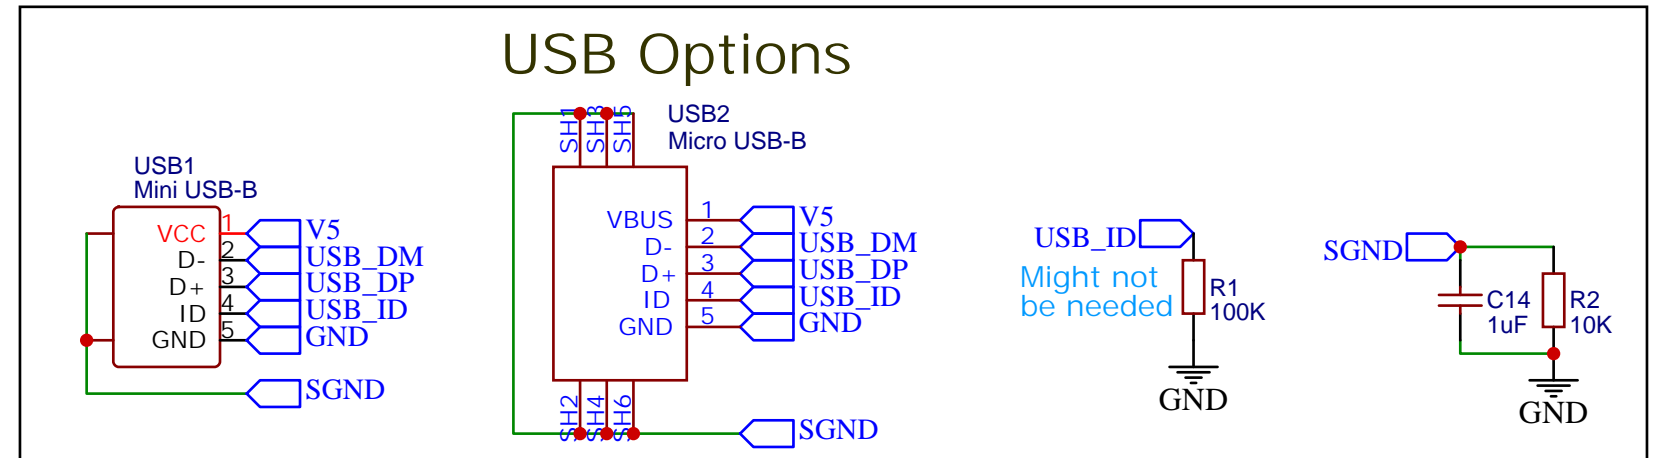 USB Options
USB1
Mini USB-B
VCC 1 V5
D- 2 USB_DM
D+ 3 USB_DP
ID 4 USB_ID
GND 5 GND
SGND
SH1 SH3 SH5
USB2
Micro USB-B
VBUS 1 V5
D- 2 USB_DM
D+ 3 USB_DP
ID 4 USB_ID
GND 5 GND
SH2 SH4 SH6
SGND
USB_ID
Might not
be needed
R1
100K
GND
SGND
C14
1uF
R2
10K
GND